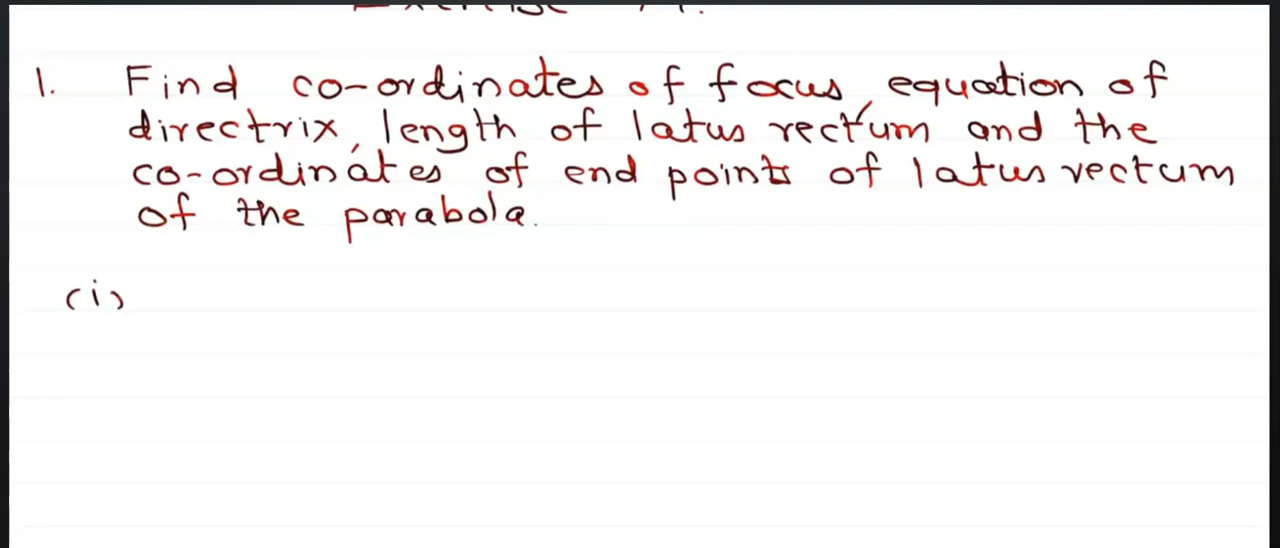 1. Find co-ordinates of focus, equation of
directrix, length of latus rectum and the
co-ordinates of end points of latus rectum
of the parabola.
(i)